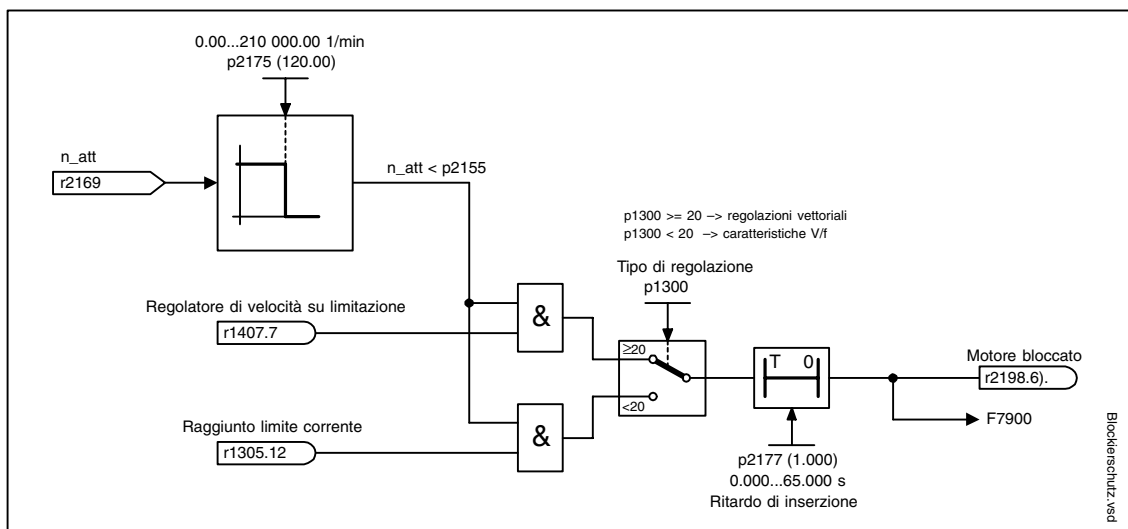 0.00...210 000.00 1/min
p2175 (120.00)
n_att
r2169
n_att < p2155
p1300 >= 20 –> regolazioni vettoriali
p1300 < 20 –> caratteristiche V/f
Tipo di regolazione
p1300
Regolatore di velocità su limitazione
r1407.7
&
≥20
<20
T 0
Motore bloccato
r2198.6).
F7900
Raggiunto limite corrente
r1305.12
&
p2177 (1.000)
0.000...65.000 s
Ritardo di inserzione
Blockierschutz.vsd